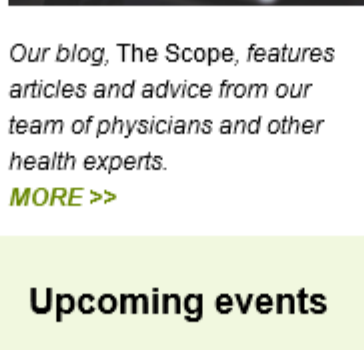 Our blog, The Scope, features
articles and advice from our
team of physicians and other
health experts.
MORE >>
Upcoming events